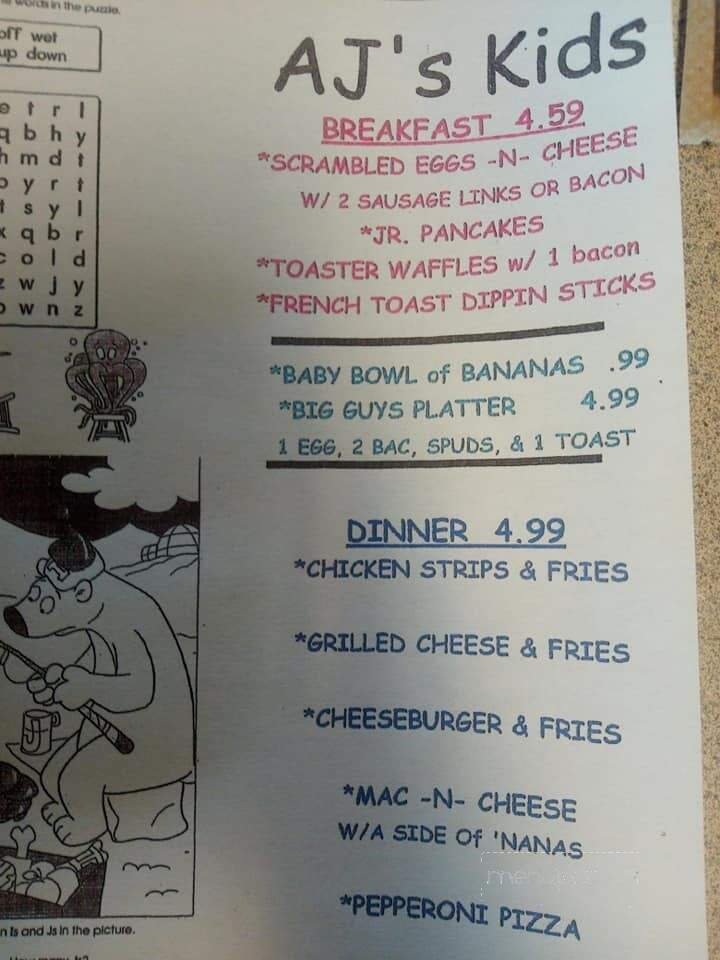 words in the puzzle.
off wet
up down
e t r l
q b h y
h m d t
y r t
t s y l
x q b r
c o l d
z w j y
o w n z
AJ's Kids
BREAKFAST 4.59
*SCRAMBLED EGGS -N- CHEESE
W/ 2 SAUSAGE LINKS OR BACON
*JR. PANCAKES
*TOASTER WAFFLES w/ 1 bacon
*FRENCH TOAST DIPPIN STICKS
*BABY BOWL of BANANAS .99
*BIG GUYS PLATTER 4.99
1 EGG, 2 BAC, SPUDS, & 1 TOAST
DINNER 4.99
*CHICKEN STRIPS & FRIES
*GRILLED CHEESE & FRIES
*CHEESEBURGER & FRIES
*MAC -N- CHEESE
W/A SIDE Of 'NANAS
*PEPPERONI PIZZA
Is and Js in the picture.